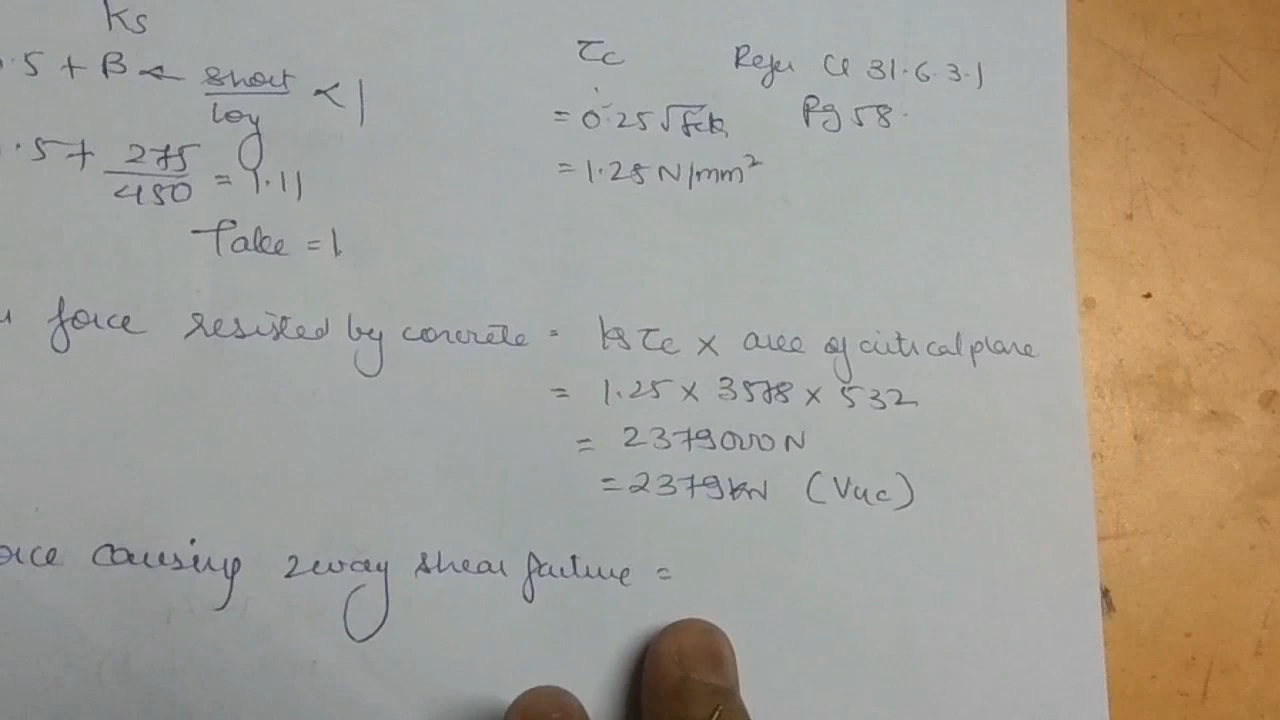 ks
.5 + β ← short/long < 1
.5 + 275/450 = 1.11
Take = 1
τc Refer Cl 31.6.3.1
= 0.25√fck Pg 58.
= 1.25 N/mm²
force resisted by concrete = ks τc × area of critical plane
= 1.25 × 3578 × 532
= 2379000 N
= 2379 kN (Vuc)
causing 2way shear failure =